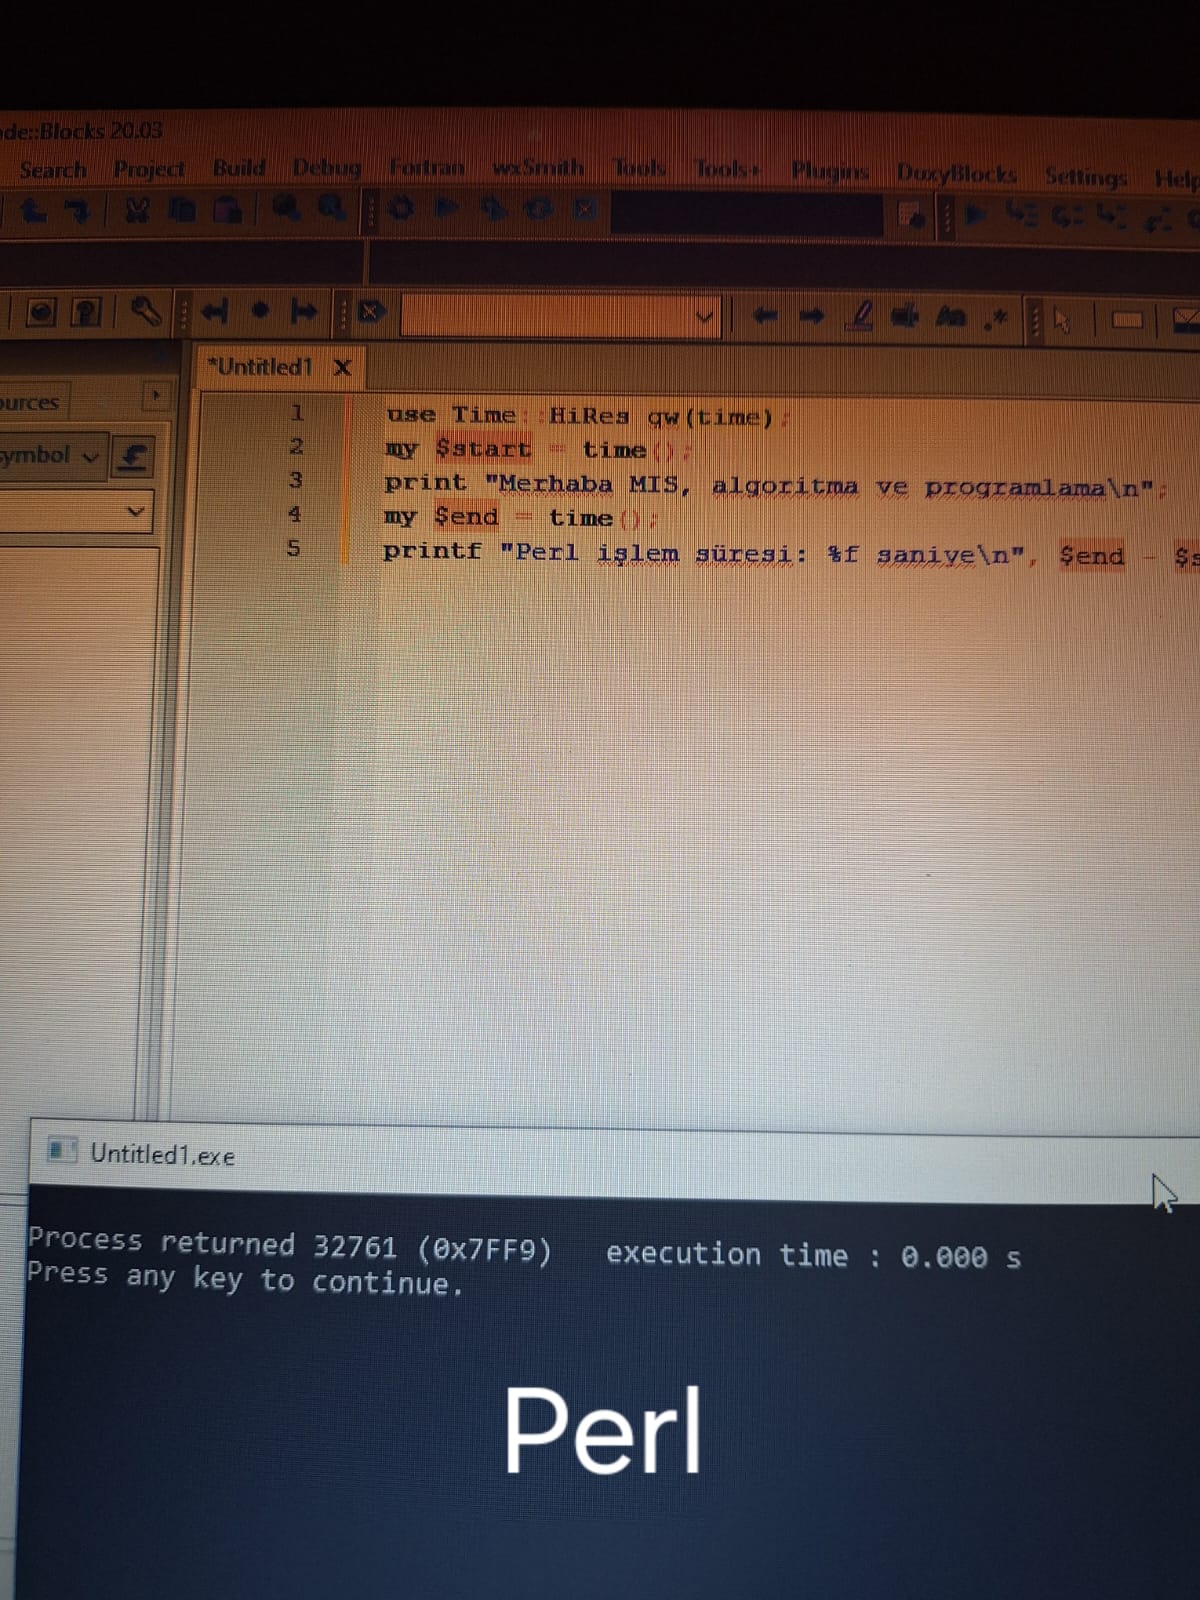 de::Blocks 20.03
Search Project Build Debug Fortran wxSmith Tools Tools+ Plugins DoxyBlocks Settings Help
*Untitled1 X
ources
ymbol
1 use Time::HiRes qw(time);
2 my $start = time();
3 print "Merhaba MIS, algoritma ve programlama\n";
4 my $end = time();
5 printf "Perl işlem süresi: %f saniye\n", $end - $s
Untitled1.exe
Process returned 32761 (0x7FF9) execution time : 0.000 s
Press any key to continue.
Perl